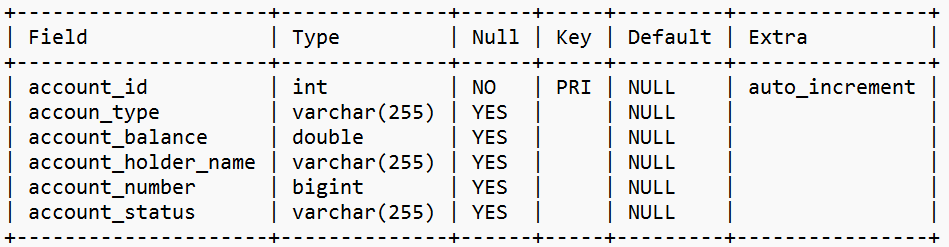 +---------------------+--------------+------+-----+---------+----------------+
| Field               | Type         | Null | Key | Default | Extra          |
+---------------------+--------------+------+-----+---------+----------------+
| account_id          | int          | NO   | PRI | NULL    | auto_increment |
| accoun_type         | varchar(255) | YES  |     | NULL    |                |
| account_balance     | double       | YES  |     | NULL    |                |
| account_holder_name | varchar(255) | YES  |     | NULL    |                |
| account_number      | bigint       | YES  |     | NULL    |                |
| account_status      | varchar(255) | YES  |     | NULL    |                |
+---------------------+--------------+------+-----+---------+----------------+